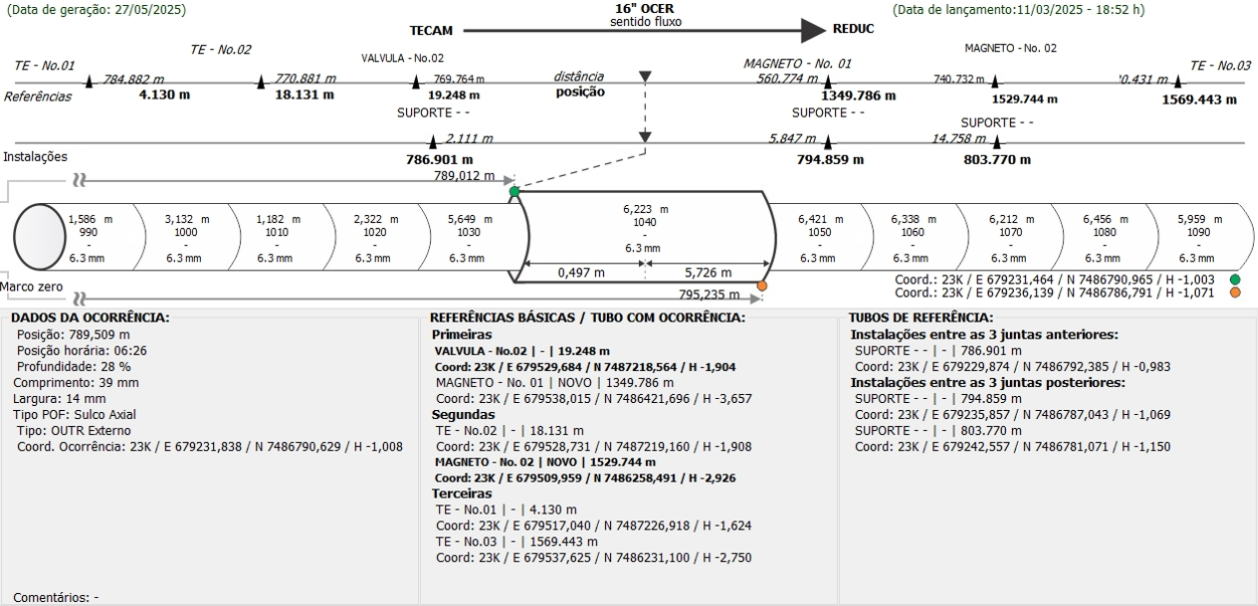 (Data de geração: 27/05/2025)
16" OCER
(Data de lançamento:11/03/2025 - 18:52 h)
TECAM
sentido fluxo
REDUC
TE - No.01
TE - No.02
VALVULA - No.02
MAGNETO - No. 01
MAGNETO - No. 02
TE - No.03
784.882 m
770.881 m
769.764 m
distância
560.774 m
740.732 m
'0.431 m
Referências
4.130 m
18.131 m
19.248 m
posição
1349.786 m
1529.744 m
1569.443 m
SUPORTE - -
SUPORTE - -
SUPORTE - -
2.111 m
5.847 m
14.758 m
Instalações
786.901 m
794.859 m
803.770 m
789,012 m
1,586 m
990
-
6.3 mm
3,132 m
1000
-
6.3 mm
1,182 m
1010
-
6.3 mm
2,322 m
1020
-
6.3 mm
5,649 m
1030
-
6.3 mm
6,223 m
1040
-
6.3 mm
0,497 m
5,726 m
6,421 m
1050
-
6.3 mm
6,338 m
1060
-
6.3 mm
6,212 m
1070
-
6.3 mm
6,456 m
1080
-
6.3 mm
5,959 m
1090
-
6.3 mm
Marco zero
795,235 m
Coord.: 23K / E 679231,464 / N 7486790,965 / H -1,003
Coord.: 23K / E 679236,139 / N 7486786,791 / H -1,071
DADOS DA OCORRÊNCIA:
Posição: 789,509 m
Posição horária: 06:26
Profundidade: 28 %
Comprimento: 39 mm
Largura: 14 mm
Tipo POF: Sulco Axial
Tipo: OUTR Externo
Coord. Ocorrência: 23K / E 679231,838 / N 7486790,629 / H -1,008
Comentários: -
REFERÊNCIAS BÁSICAS / TUBO COM OCORRÊNCIA:
Primeiras
VALVULA - No.02 | - | 19.248 m
Coord: 23K / E 679529,684 / N 7487218,564 / H -1,904
MAGNETO - No. 01 | NOVO | 1349.786 m
Coord: 23K / E 679538,015 / N 7486421,696 / H -3,657
Segundas
TE - No.02 | - | 18.131 m
Coord: 23K / E 679528,731 / N 7487219,160 / H -1,908
MAGNETO - No. 02 | NOVO | 1529.744 m
Coord: 23K / E 679509,959 / N 7486258,491 / H -2,926
Terceiras
TE - No.01 | - | 4.130 m
Coord: 23K / E 679517,040 / N 7487226,918 / H -1,624
TE - No.03 | - | 1569.443 m
Coord: 23K / E 679537,625 / N 7486231,100 / H -2,750
TUBOS DE REFERÊNCIA:
Instalações entre as 3 juntas anteriores:
SUPORTE - - | - | 786.901 m
Coord: 23K / E 679229,874 / N 7486792,385 / H -0,983
Instalações entre as 3 juntas posteriores:
SUPORTE - - | - | 794.859 m
Coord: 23K / E 679235,857 / N 7486787,043 / H -1,069
SUPORTE - - | - | 803.770 m
Coord: 23K / E 679242,557 / N 7486781,071 / H -1,150